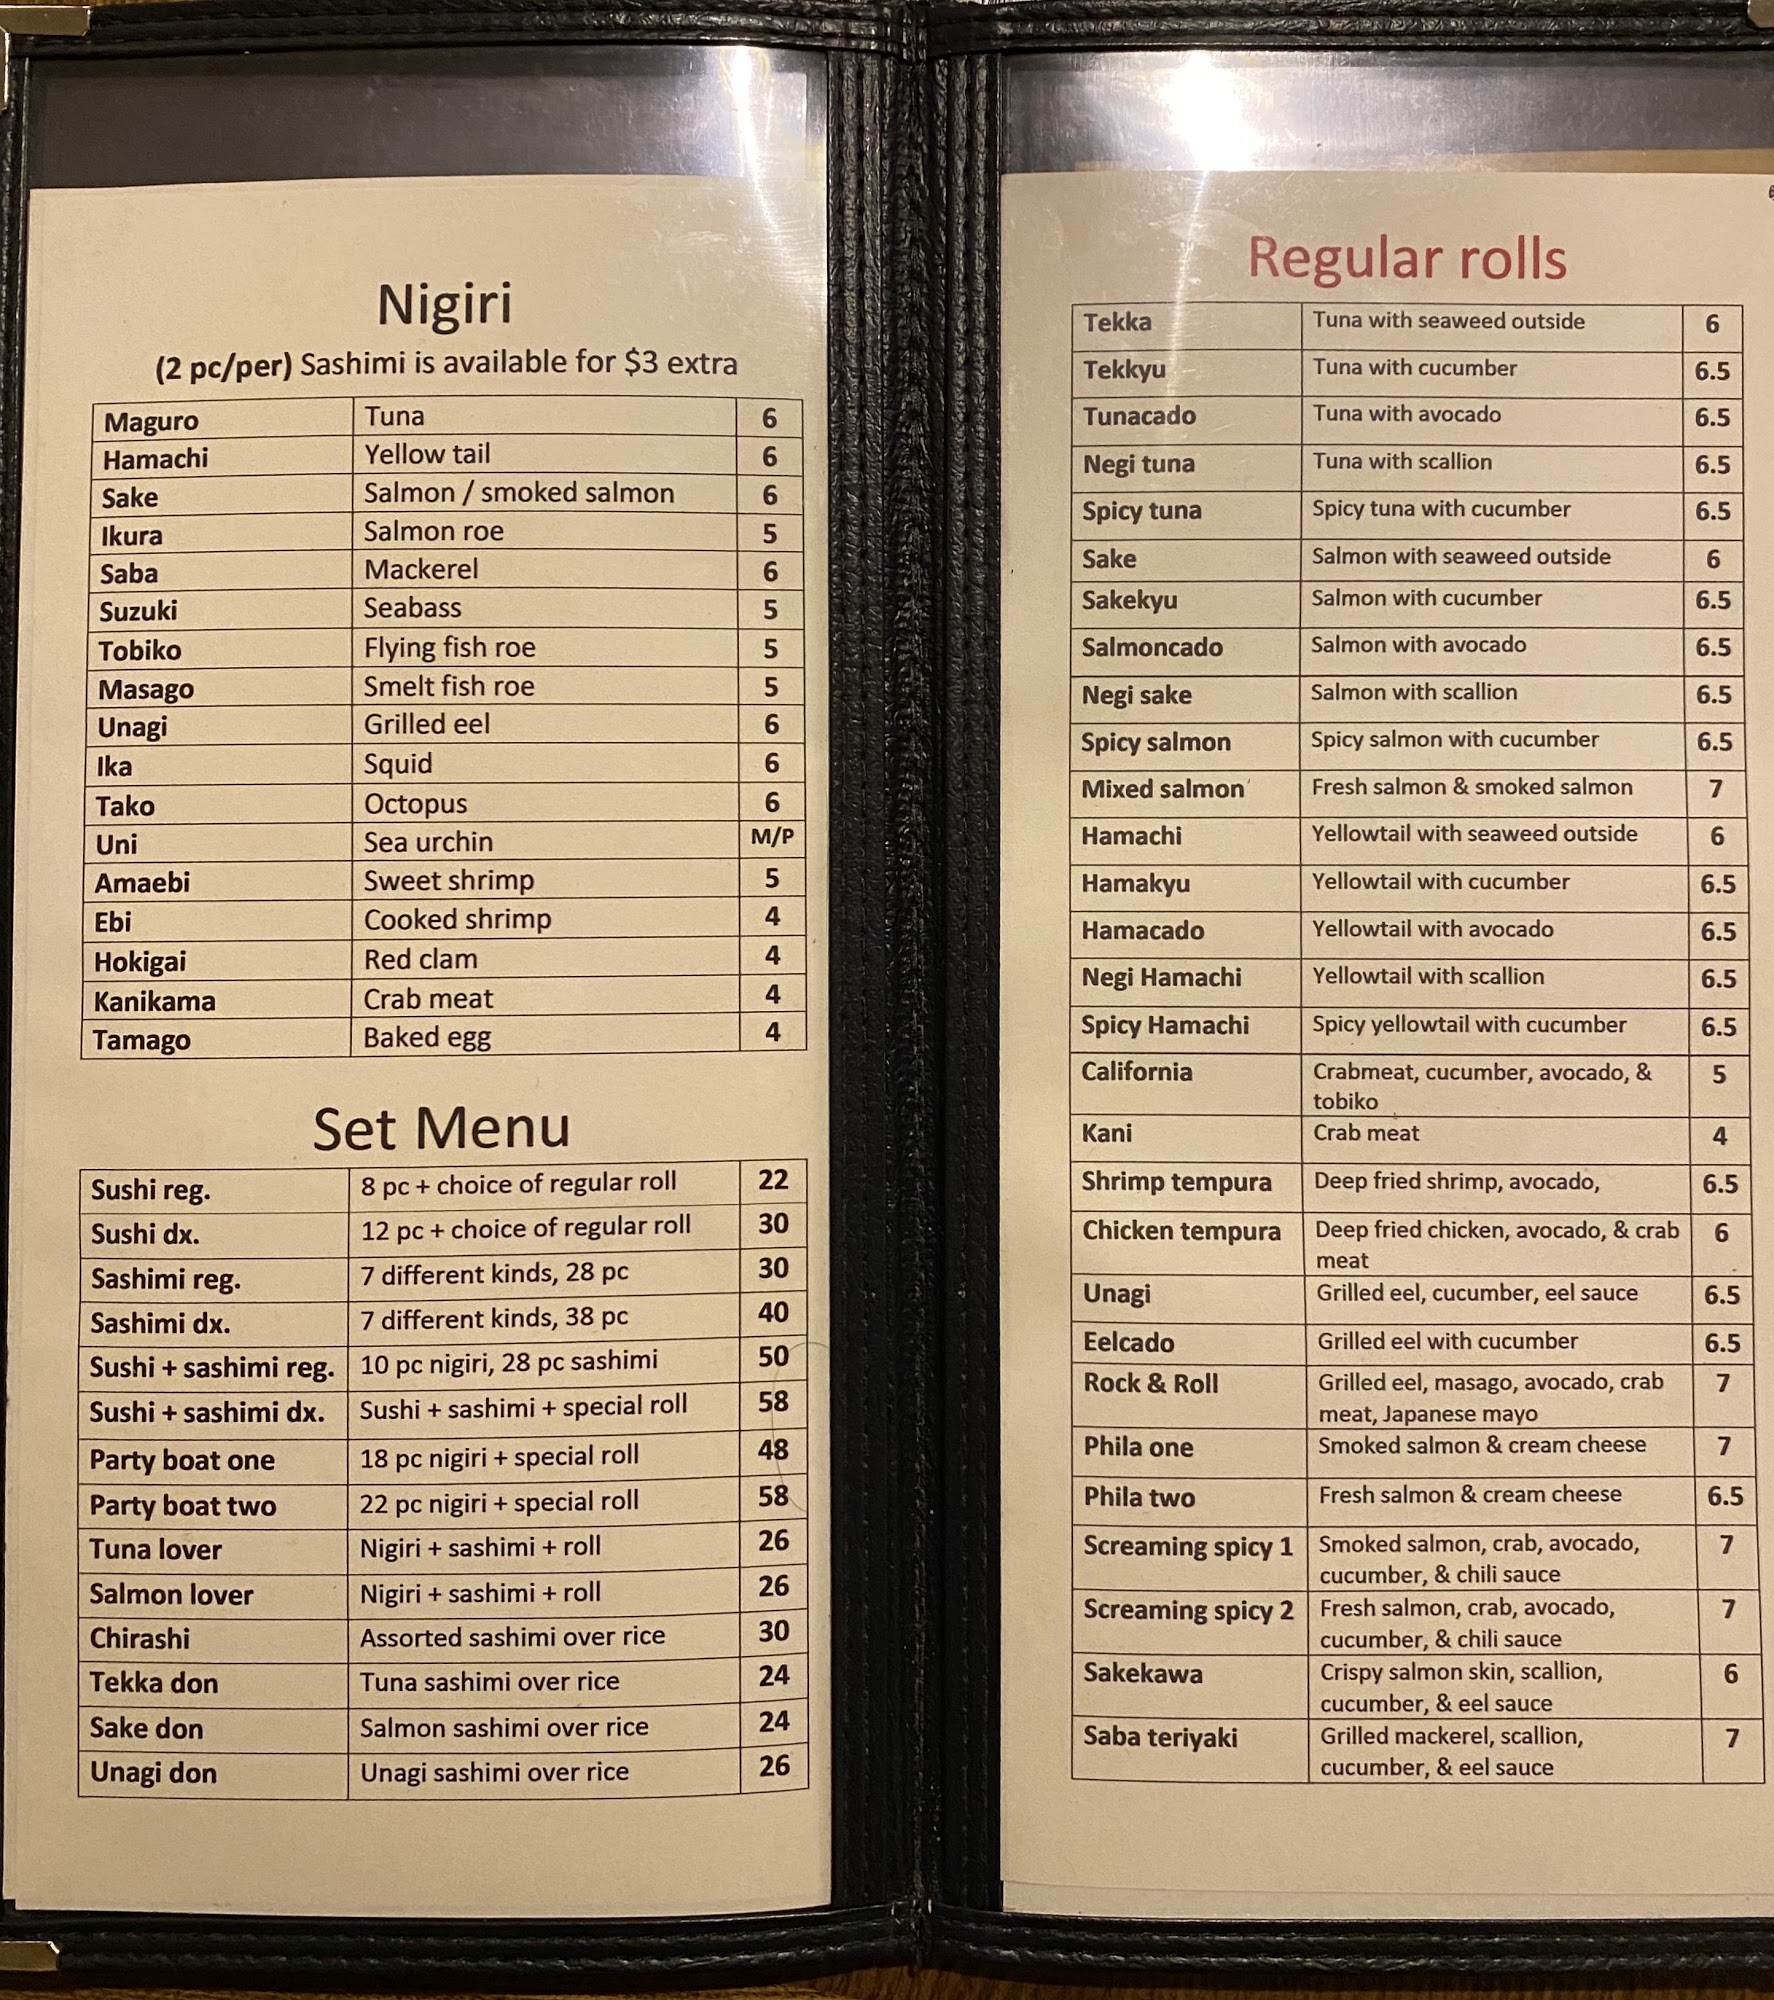 Nigiri
(2 pc/per) Sashimi is available for $3 extra
Maguro Tuna 6
Hamachi Yellow tail 6
Sake Salmon / smoked salmon 6
Ikura Salmon roe 5
Saba Mackerel 6
Suzuki Seabass 5
Tobiko Flying fish roe 5
Masago Smelt fish roe 5
Unagi Grilled eel 6
Ika Squid 6
Tako Octopus 6
Uni Sea urchin M/P
Amaebi Sweet shrimp 5
Ebi Cooked shrimp 4
Hokigai Red clam 4
Kanikama Crab meat 4
Tamago Baked egg 4
Set Menu
Sushi reg. 8 pc + choice of regular roll 22
Sushi dx. 12 pc + choice of regular roll 30
Sashimi reg. 7 different kinds, 28 pc 30
Sashimi dx. 7 different kinds, 38 pc 40
Sushi + sashimi reg. 10 pc nigiri, 28 pc sashimi 50
Sushi + sashimi dx. Sushi + sashimi + special roll 58
Party boat one 18 pc nigiri + special roll 48
Party boat two 22 pc nigiri + special roll 58
Tuna lover Nigiri + sashimi + roll 26
Salmon lover Nigiri + sashimi + roll 26
Chirashi Assorted sashimi over rice 30
Tekka don Tuna sashimi over rice 24
Sake don Salmon sashimi over rice 24
Unagi don Unagi sashimi over rice 26
Regular rolls
Tekka Tuna with seaweed outside 6
Tekkyu Tuna with cucumber 6.5
Tunacado Tuna with avocado 6.5
Negi tuna Tuna with scallion 6.5
Spicy tuna Spicy tuna with cucumber 6.5
Sake Salmon with seaweed outside 6
Sakekyu Salmon with cucumber 6.5
Salmoncado Salmon with avocado 6.5
Negi sake Salmon with scallion 6.5
Spicy salmon Spicy salmon with cucumber 6.5
Mixed salmon Fresh salmon & smoked salmon 7
Hamachi Yellowtail with seaweed outside 6
Hamakyu Yellowtail with cucumber 6.5
Hamacado Yellowtail with avocado 6.5
Negi Hamachi Yellowtail with scallion 6.5
Spicy Hamachi Spicy yellowtail with cucumber 6.5
California Crabmeat, cucumber, avocado, & 5
tobiko
Kani Crab meat 4
Shrimp tempura Deep fried shrimp, avocado, 6.5
Chicken tempura Deep fried chicken, avocado, & crab 6
meat
Unagi Grilled eel, cucumber, eel sauce 6.5
Eelcado Grilled eel with cucumber 6.5
Rock & Roll Grilled eel, masago, avocado, crab 7
meat, Japanese mayo
Phila one Smoked salmon & cream cheese 7
Phila two Fresh salmon & cream cheese 6.5
Screaming spicy 1 Smoked salmon, crab, avocado, 7
cucumber, & chili sauce
Screaming spicy 2 Fresh salmon, crab, avocado, 7
cucumber, & chili sauce
Sakekawa Crispy salmon skin, scallion, 6
cucumber, & eel sauce
Saba teriyaki Grilled mackerel, scallion, 7
cucumber, & eel sauce